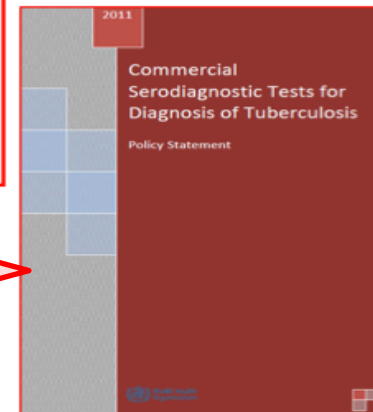 2011
Commercial
Serodiagnostic Tests for
Diagnosis of Tuberculosis
Policy Statement